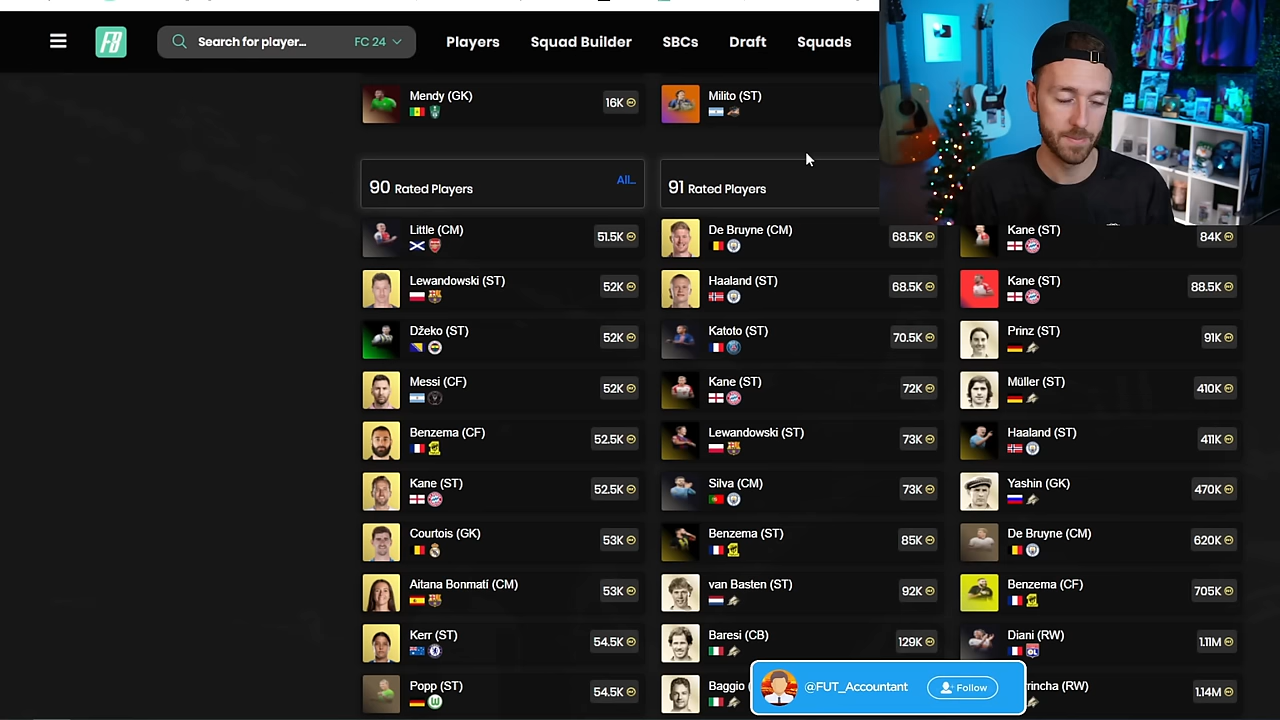 FB
Search for player...
FC 24
Players
Squad Builder
SBCs
Draft
Squads
Mendy (GK)
16K
Milito (ST)
90 Rated Players
All..
Little (CM)
51.5K
Lewandowski (ST)
52K
Džeko (ST)
52K
Messi (CF)
52K
Benzema (CF)
52.5K
Kane (ST)
52.5K
Courtois (GK)
53K
Aitana Bonmatí (CM)
53K
Kerr (ST)
54.5K
Popp (ST)
54.5K
91 Rated Players
De Bruyne (CM)
68.5K
Haaland (ST)
68.5K
Katoto (ST)
70.5K
Kane (ST)
72K
Lewandowski (ST)
73K
Silva (CM)
73K
Benzema (ST)
85K
van Basten (ST)
92K
Baresi (CB)
129K
Baggio
Kane (ST)
84K
Kane (ST)
88.5K
Prinz (ST)
91K
Müller (ST)
410K
Haaland (ST)
411K
Yashin (GK)
470K
De Bruyne (CM)
620K
Benzema (CF)
705K
Diani (RW)
1.11M
(RW)
1.14M
@FUT_Accountant
Follow